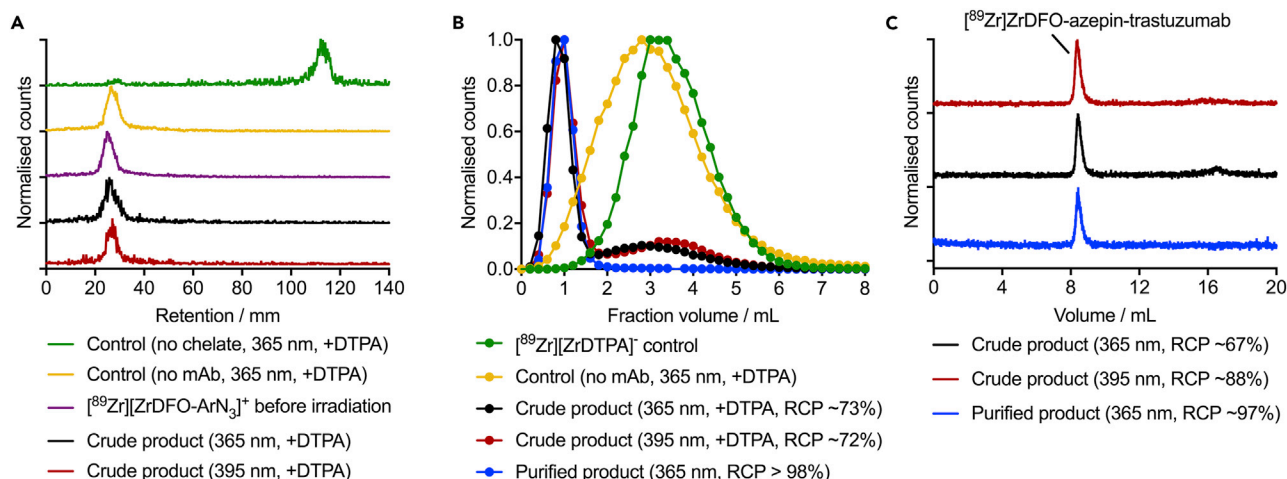 A
Normalised counts
0 20 40 60 80 100 120 140
Retention / mm
Control (no chelate, 365 nm, +DTPA)
Control (no mAb, 365 nm, +DTPA)
[⁸⁹Zr][ZrDFO-ArN₃]⁺ before irradiation
Crude product (365 nm, +DTPA)
Crude product (395 nm, +DTPA)
B
Normalised counts
1.0
0.8
0.6
0.4
0.2
0.0
0 1 2 3 4 5 6 7 8
Fraction volume / mL
[⁸⁹Zr][ZrDTPA]⁻ control
Control (no mAb, 365 nm, +DTPA)
Crude product (365 nm, +DTPA, RCP ~73%)
Crude product (395 nm, +DTPA, RCP ~72%)
Purified product (365 nm, RCP > 98%)
C
[⁸⁹Zr]ZrDFO-azepin-trastuzumab
Normalised counts
0 4 8 12 16 20
Volume / mL
Crude product (365 nm, RCP ~67%)
Crude product (395 nm, RCP ~88%)
Purified product (365 nm, RCP ~97%)